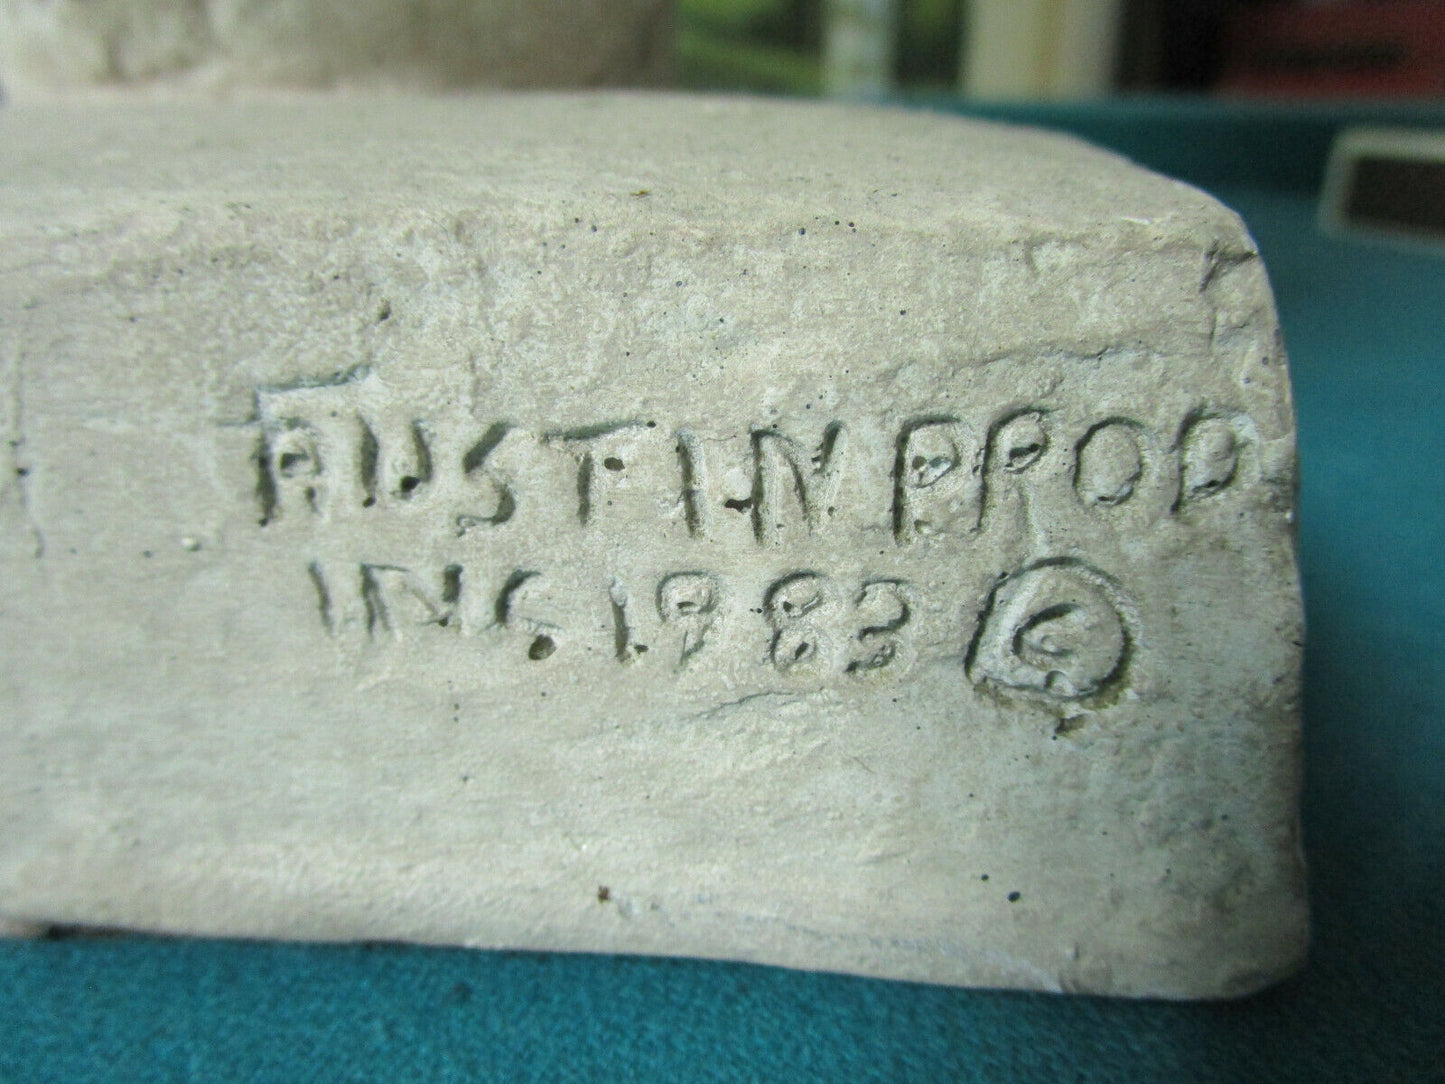 AUSTIN PROD
INC. 1983 ©